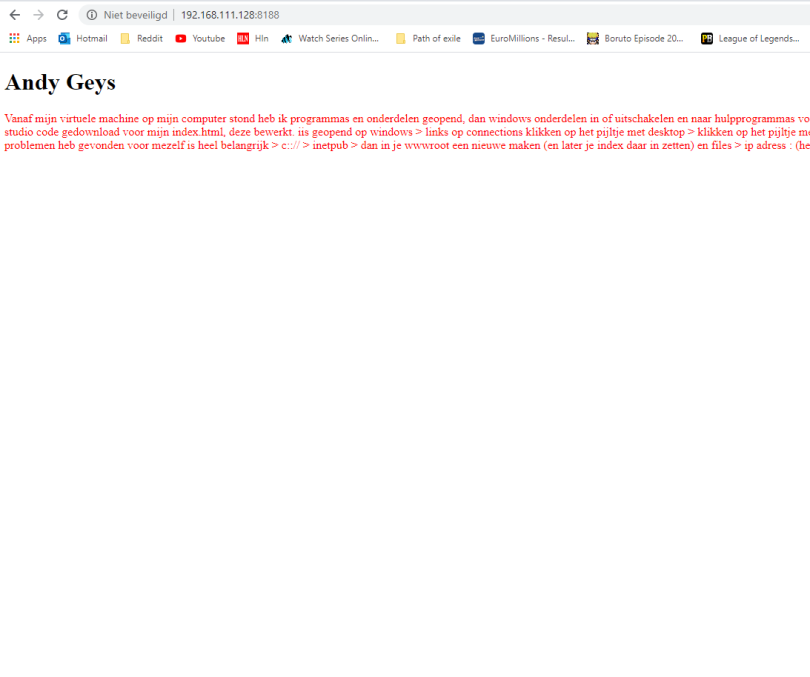 Niet beveiligd | 192.168.111.128:8188
Apps Hotmail Reddit Youtube HLN Hln Watch Series Onlin... Path of exile EuroMillions - Resul... Boruto Episode 20... PB League of Legends...
Andy Geys
Vanaf mijn virtuele machine op mijn computer stond heb ik programmas en onderdelen geopend, dan windows onderdelen in of uitschakelen en naar hulpprogrammas vo
studio code gedownload voor mijn index.html, deze bewerkt. iis geopend op windows > links op connections klikken op het pijltje met desktop > klikken op het pijltje me
problemen heb gevonden voor mezelf is heel belangrijk > c::// > inetpub > dan in je wwwroot een nieuwe maken (en later je index daar in zetten) en files > ip adress : (he